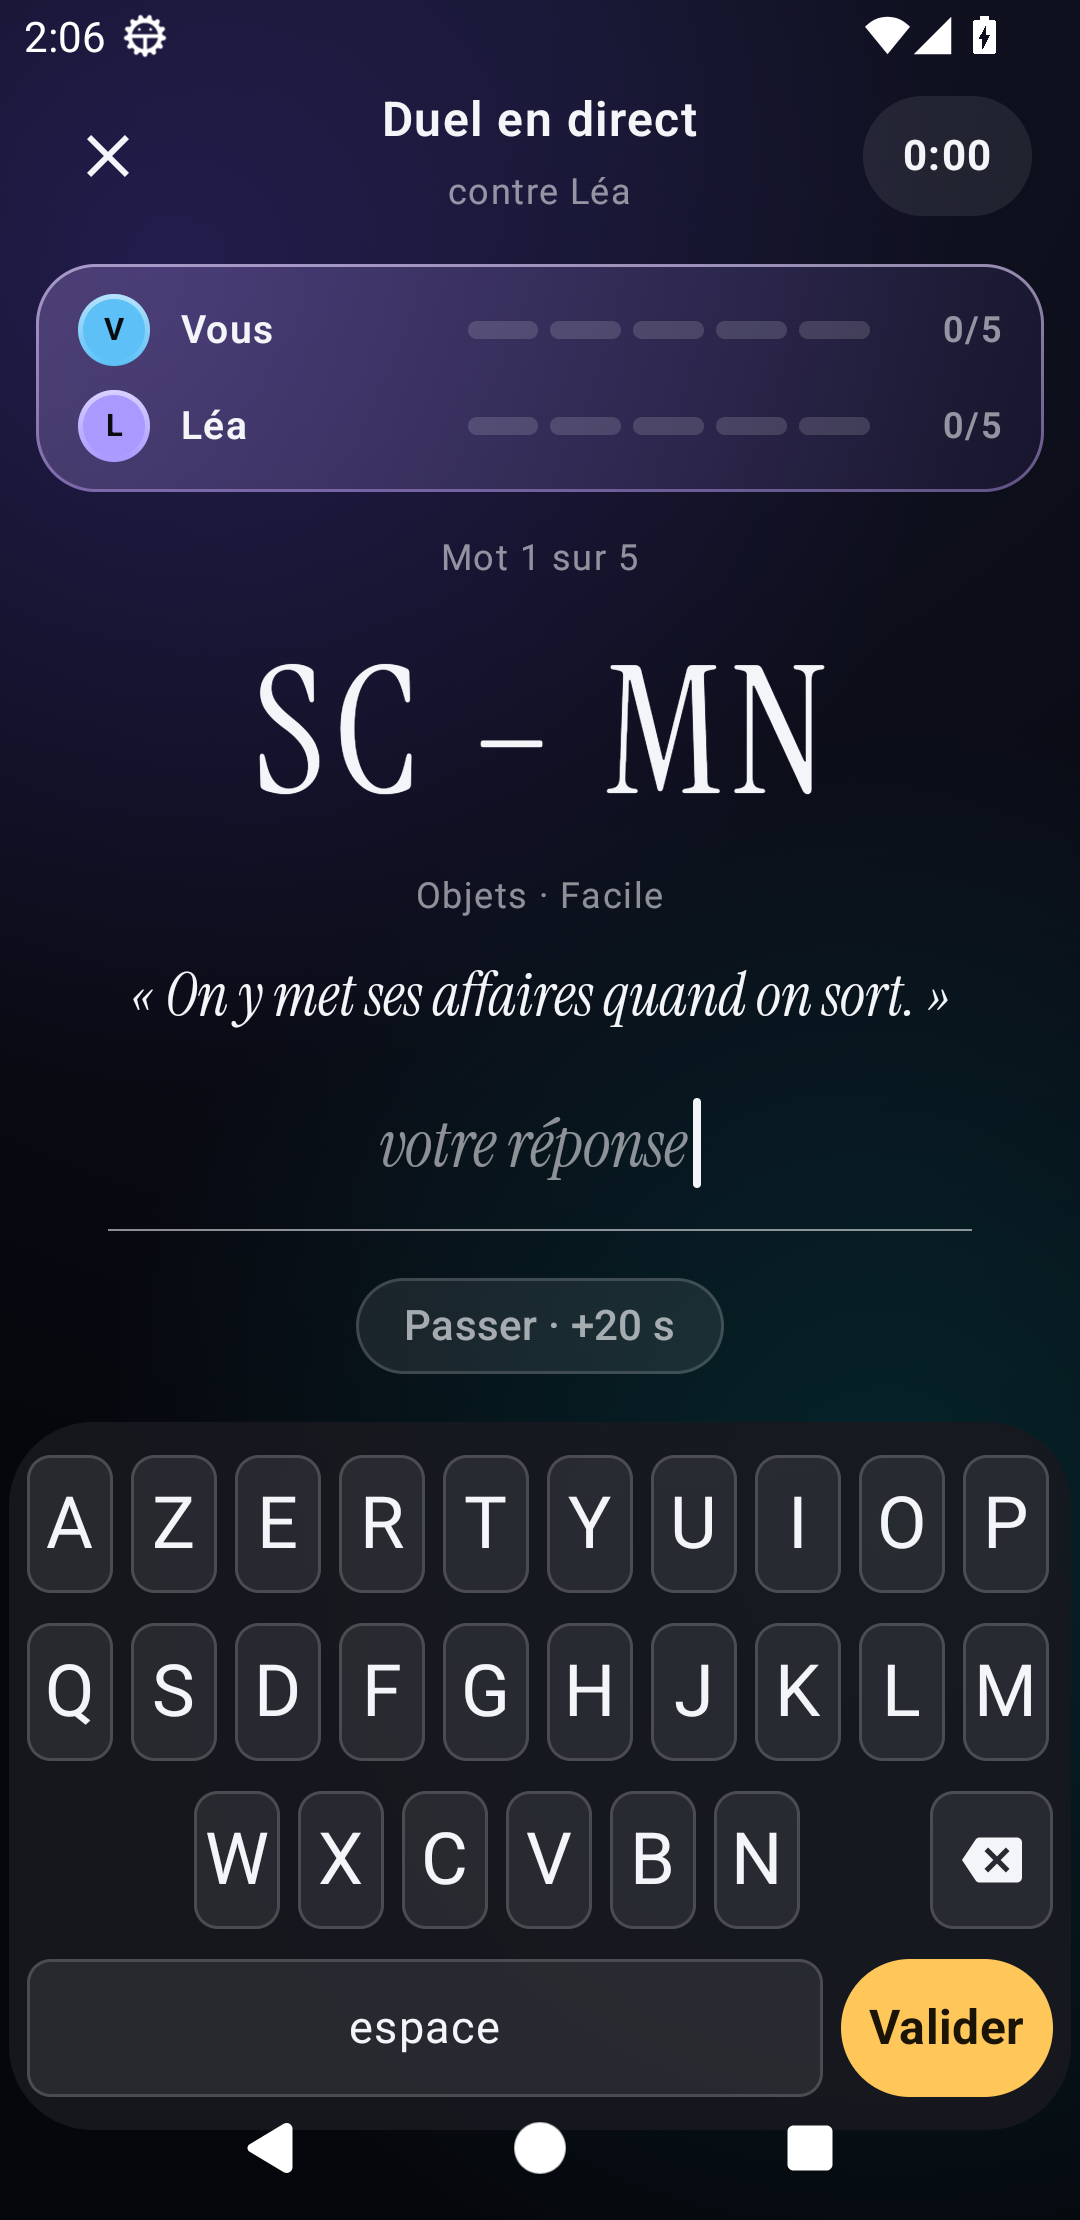 2:06
Duel en direct
contre Léa
0:00
V Vous 0/5
L Léa 0/5
Mot 1 sur 5
SC – MN
Objets · Facile
« On y met ses affaires quand on sort. »
votre réponse
Passer · +20 s
A Z E R T Y U I O P
Q S D F G H J K L M
W X C V B N
espace Valider